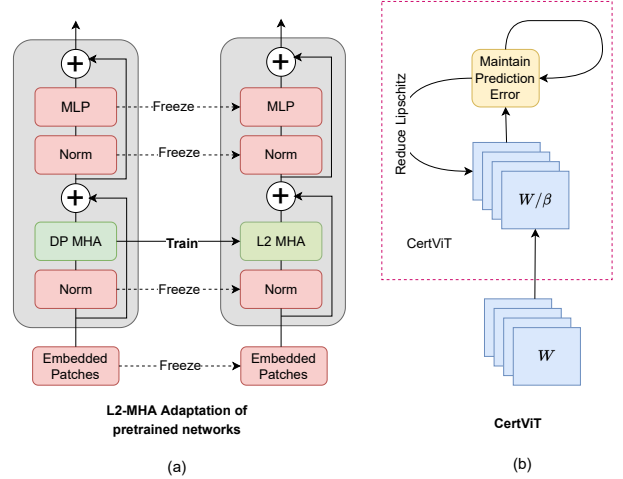 +
+
MLP
Freeze
MLP
Norm
Freeze
Norm
+
+
DP MHA
Train
L2 MHA
Norm
Freeze
Norm
Embedded
Patches
Freeze
Embedded
Patches
L2-MHA Adaptation of
pretrained networks
(a)
Maintain
Prediction
Error
Reduce Lipschitz
W/β
CertViT
W
CertViT
(b)